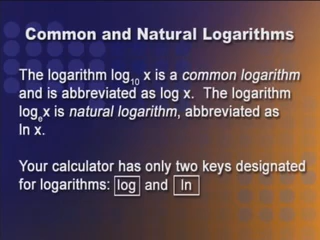 Common and Natural Logarithms
The logarithm log₁₀ x is a common logarithm
and is abbreviated as log x. The logarithm
logₑx is natural logarithm, abbreviated as
ln x.
Your calculator has only two keys designated
for logarithms: log and ln